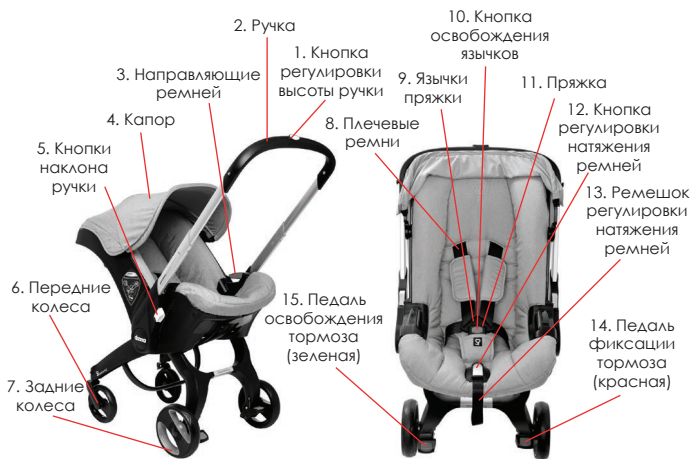 2. Ручка
1. Кнопка
регулировки
высоты ручки
3. Направляющие
ремней
4. Капор
5. Кнопки
наклона
ручки
6. Передние
колеса
7. Задние
колеса
10. Кнопка
освобождения
язычков
9. Язычки
пряжки
11. Пряжка
8. Плечевые
ремни
12. Кнопка
регулировки
натяжения
ремней
13. Ремешок
регулировки
натяжения
ремней
15. Педаль
освобождения
тормоза
(зеленая)
14. Педаль
фиксации
тормоза
(красная)
doona